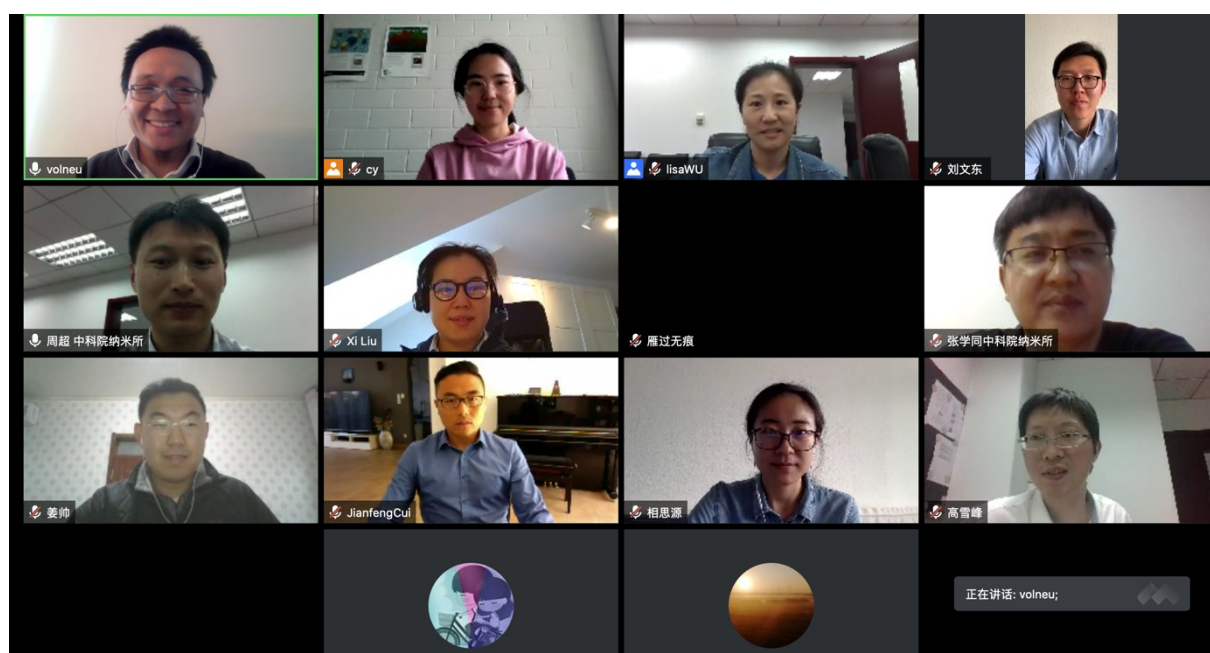 volneu
cy
lisaWU
刘文东
周超 中科院纳米所
Xi Liu
雁过无痕
张学同中科院纳米所
姜帅
JianfengCui
相思源
高雪峰
正在讲话: volneu;